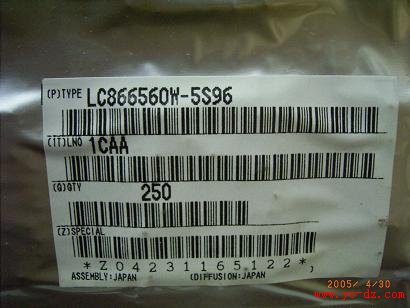 (P)TYPE LC866560W-5S96
(IT)LNO 1CAA
(Q)QTY 250
(Z)SPECIAL
*Z04231165122*)
ASSEMBLY:JAPAN (DIFFUSION:JAPAN
2005/ 4/30
www.yc-dz.com